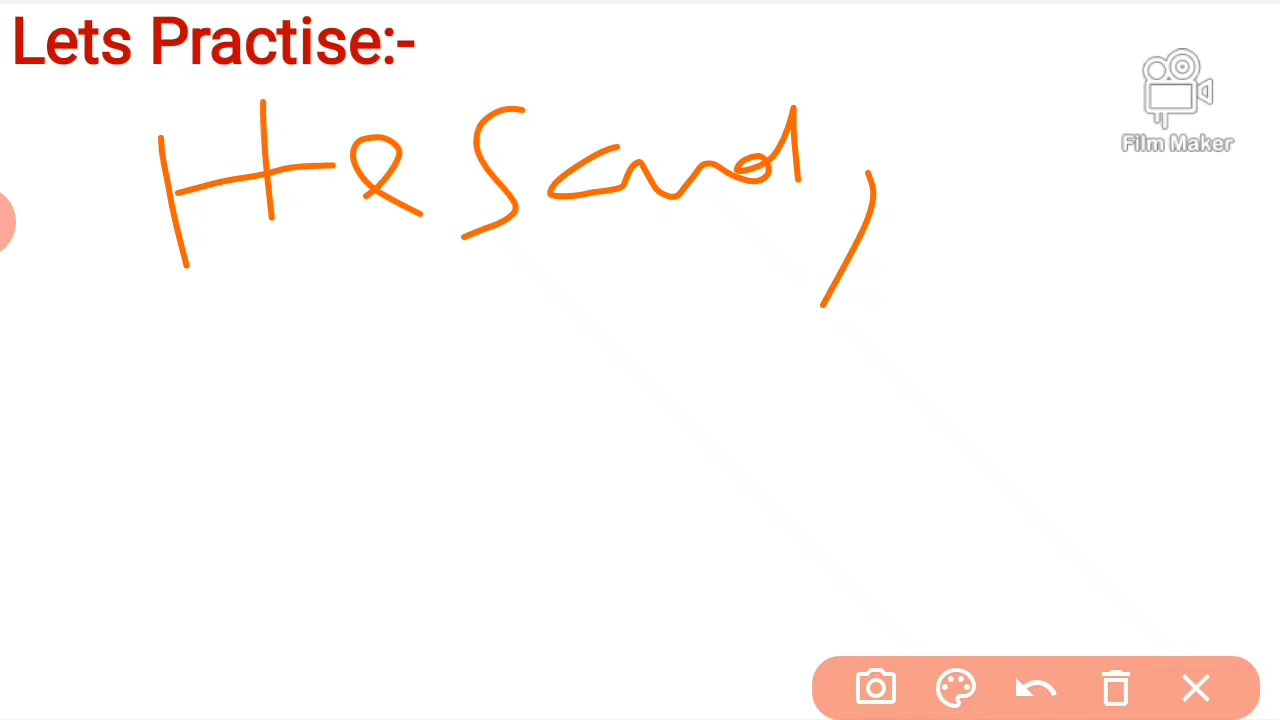 Lets Practise:-
Film Maker
He Said,